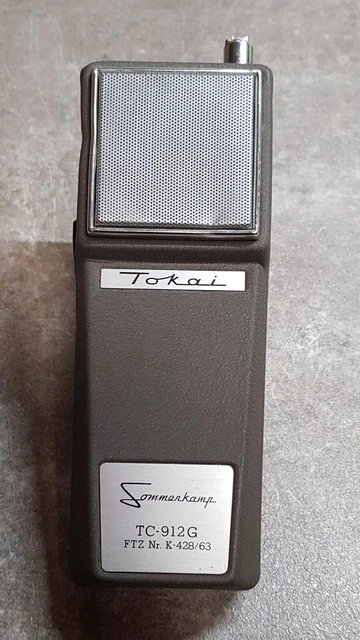 Tokai
Sommerkamp
TC-912G
FTZ Nr. K-428/63